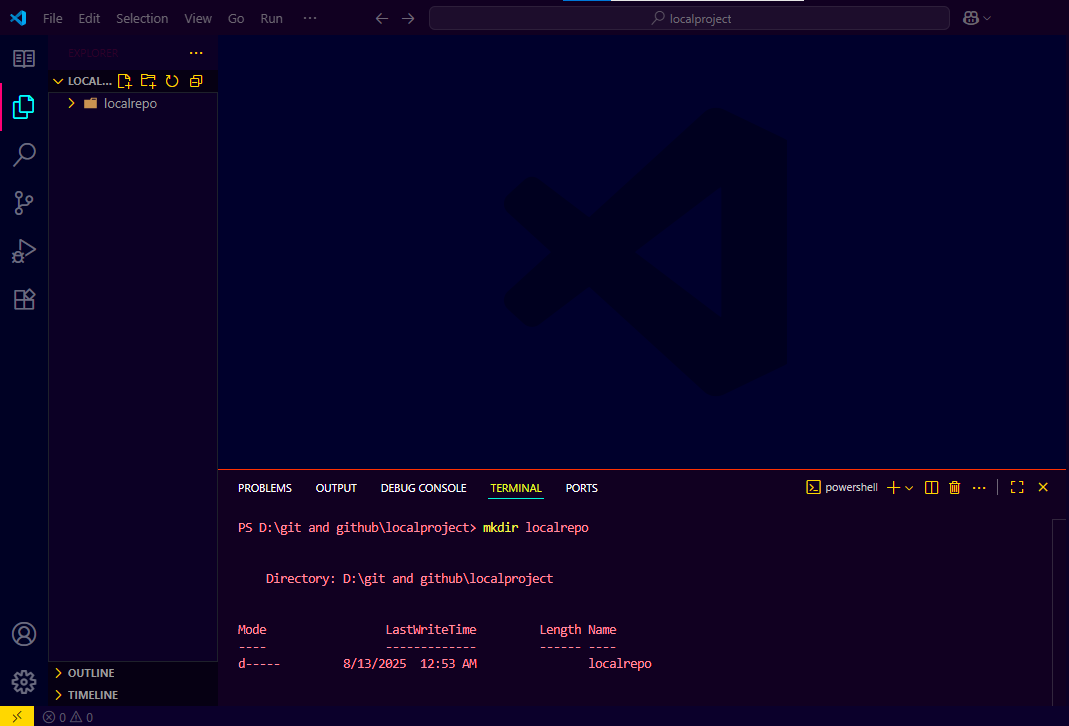 File Edit Selection View Go Run ···
localproject
EXPLORER ···
LOCAL...
localrepo
PROBLEMS OUTPUT DEBUG CONSOLE TERMINAL PORTS
powershell ···
PS D:\git and github\localproject> mkdir localrepo
Directory: D:\git and github\localproject
Mode LastWriteTime Length Name
---- ------------- ------ ----
d----- 8/13/2025 12:53 AM localrepo
OUTLINE
TIMELINE
0 0